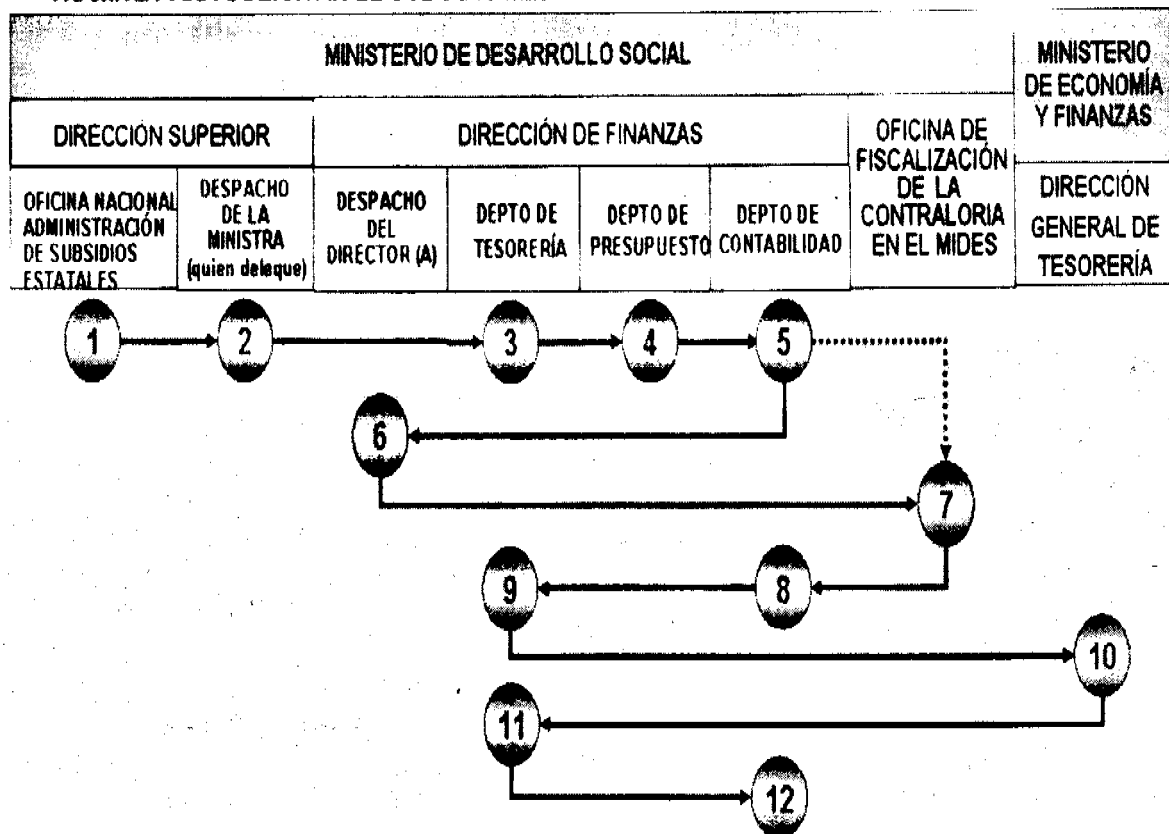 MINISTERIO DE DESARROLLO SOCIAL
MINISTERIO
DE ECONOMÍA
Y FINANZAS
DIRECCIÓN SUPERIOR
DIRECCIÓN DE FINANZAS
OFICINA DE
FISCALIZACIÓN
DE LA
CONTRALORIA
EN EL MIDES
OFICINA NACIONAL
ADMINISTRACIÓN
DE SUBSIDIOS
ESTATALES
DESPACHO
DE LA
MINISTRA
(quien delegue)
DESPACHO
DEL
DIRECTOR (A)
DEPTO DE
TESORERÍA
DEPTO DE
PRESUPUESTO
DEPTO DE
CONTABILIDAD
DIRECCIÓN
GENERAL DE
TESORERÍA
1
2
3
4
5
6
7
9
8
10
11
12